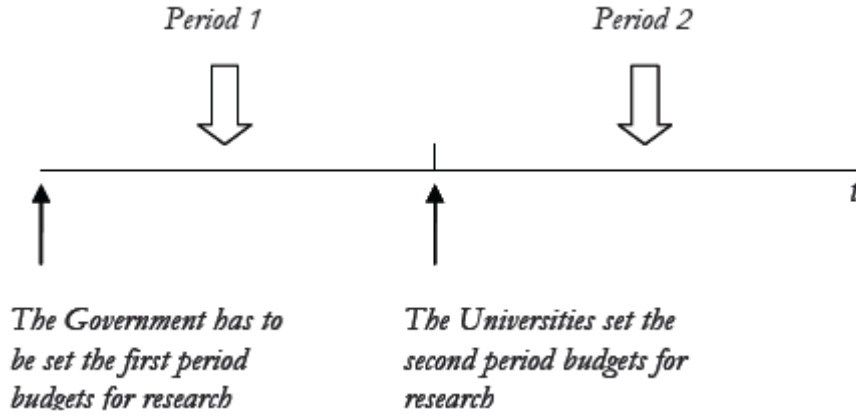 Period 1
Period 2
t
The Government has to
be set the first period
budgets for research
The Universities set the
second period budgets for
research